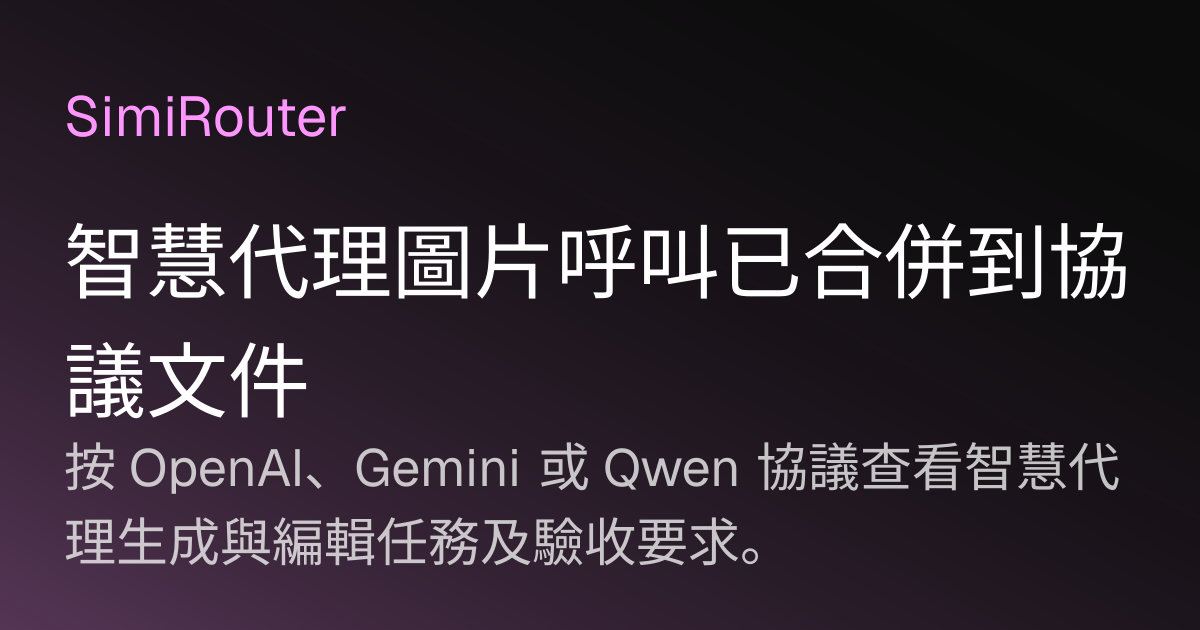 SimiRouter
智慧代理圖片呼叫已合併到協
議文件
按 OpenAI、Gemini 或 Qwen 協議查看智慧代
理生成與編輯任務及驗收要求。